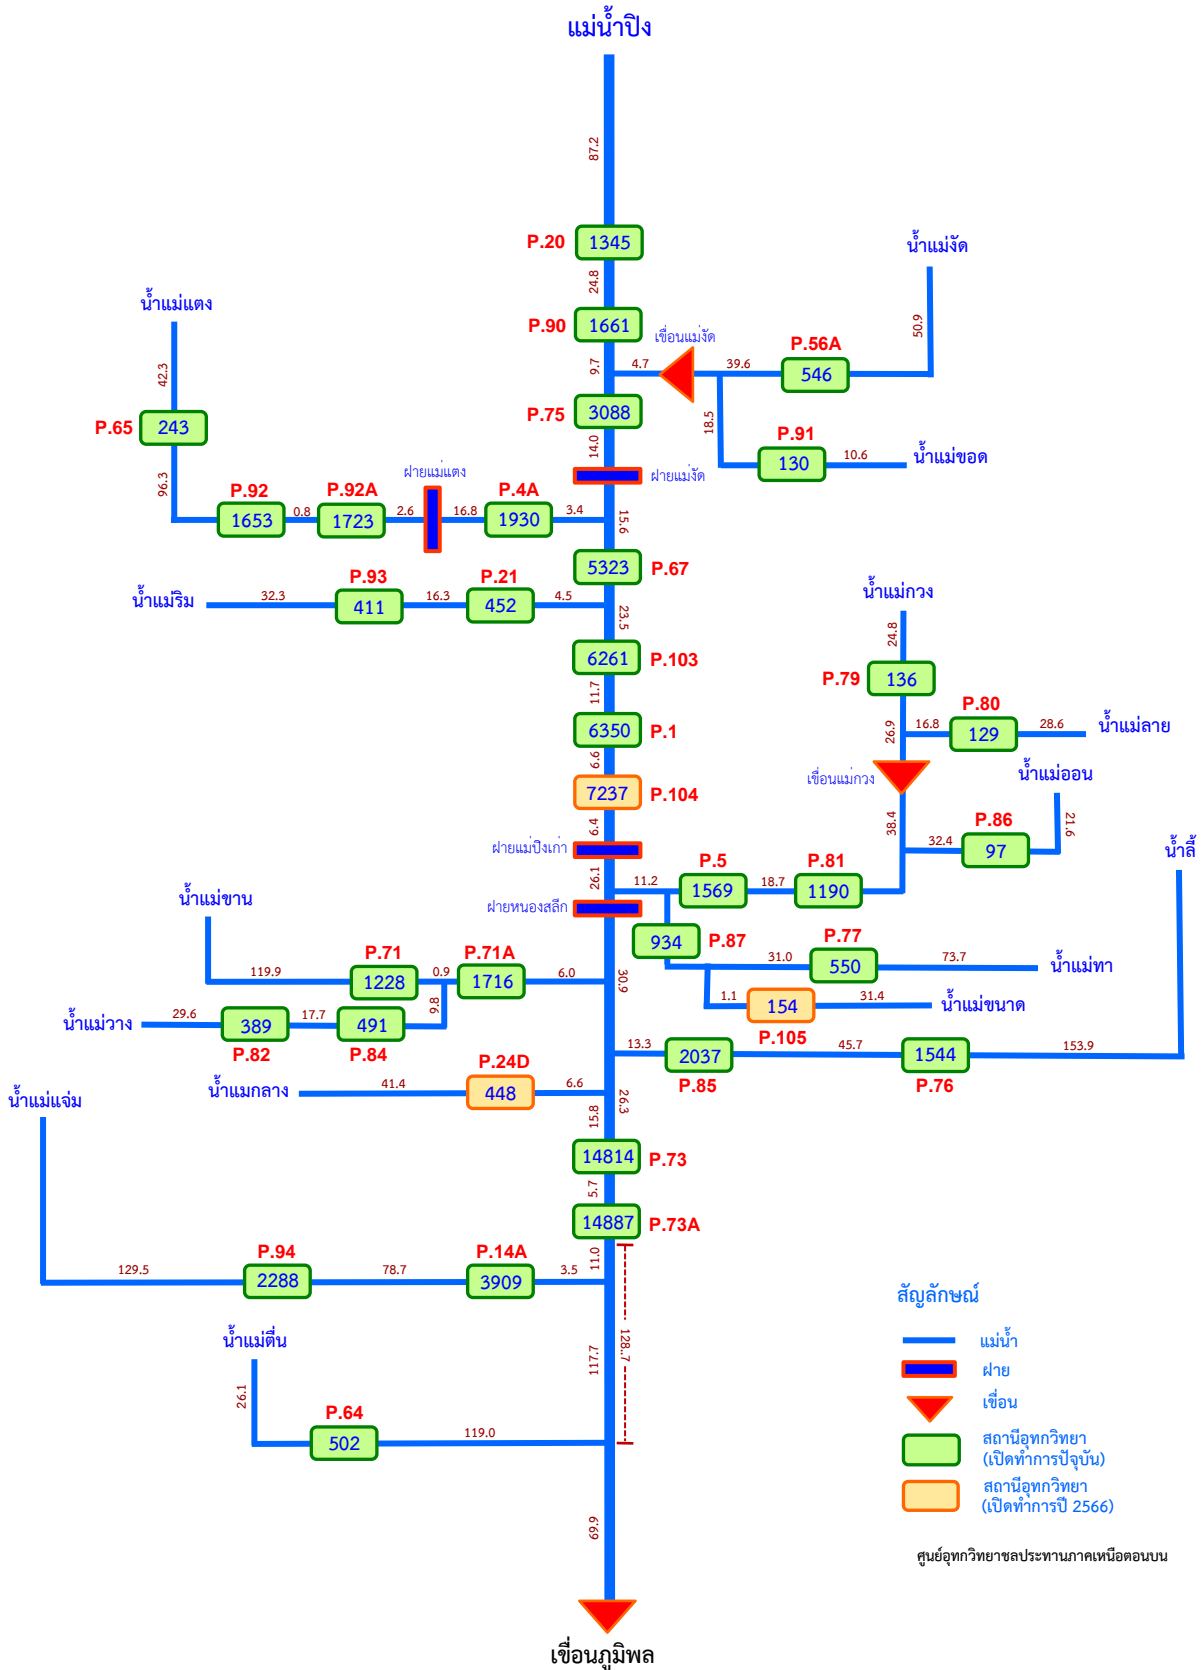 แม่น้ำปิง
87.2
P.20
1345
24.8
น้ำแม่งัด
50.9
น้ำแม่แตง
42.3
P.90
1661
เขื่อนแม่งัด
P.56A
9.7
4.7
39.6
546
P.65
243
P.75
3088
18.5
14.0
P.91
130
10.6
น้ำแม่ขอด
96.3
ฝายแม่แตง
ฝายแม่งัด
P.92
P.92A
P.4A
1653
0.8
1723
2.6
16.8
1930
3.4
15.6
5323
P.67
P.93
P.21
น้ำแม่ริม
32.3
411
16.3
452
4.5
23.5
น้ำแม่กวง
24.8
6261
P.103
P.79
136
11.7
P.80
6350
P.1
26.9
16.8
129
28.6
น้ำแม่ลาย
6.6
เขื่อนแม่กวง
น้ำแม่ออน
7237
P.104
38.4
P.86
21.6
6.4
ฝายแม่ปิงเก่า
32.4
97
น้ำลี้
26.1
P.5
P.81
11.2
1569
18.7
1190
น้ำแม่ขาน
ฝายหนองสลีก
934
P.87
P.77
P.71
P.71A
119.9
1228
0.9
1716
6.0
30.9
31.0
550
73.7
น้ำแม่ทา
9.8
1.1
154
31.4
น้ำแม่ขนาด
น้ำแม่วาง
29.6
389
17.7
491
P.105
P.82
P.84
13.3
2037
45.7
1544
153.9
P.85
P.76
P.24D
น้ำแมกลาง
41.4
448
6.6
26.3
น้ำแม่แจ่ม
15.8
14814
P.73
5.7
14887
P.73A
P.94
P.14A
11.0
129.5
2288
78.7
3909
3.5
น้ำแม่ตื่น
117.7
128..7
26.1
P.64
502
119.0
69.9
สัญลักษณ์
แม่น้ำ
ฝาย
เขื่อน
สถานีอุทกวิทยา
(เปิดทำการปัจุบัน)
สถานีอุทกวิทยา
(เปิดทำการปี 2566)
ศูนย์อุทกวิทยาชลประทานภาคเหนือตอนบน
เขื่อนภูมิพล